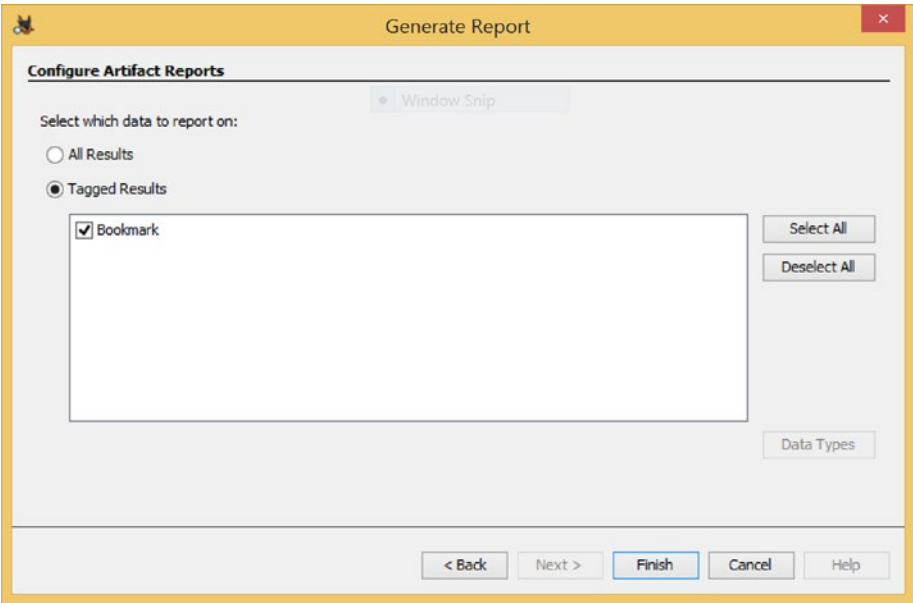 Generate Report
Configure Artifact Reports
Window Snip
Select which data to report on:
All Results
Tagged Results
Bookmark
Select All
Deselect All
Data Types
< Back Next > Finish Cancel Help